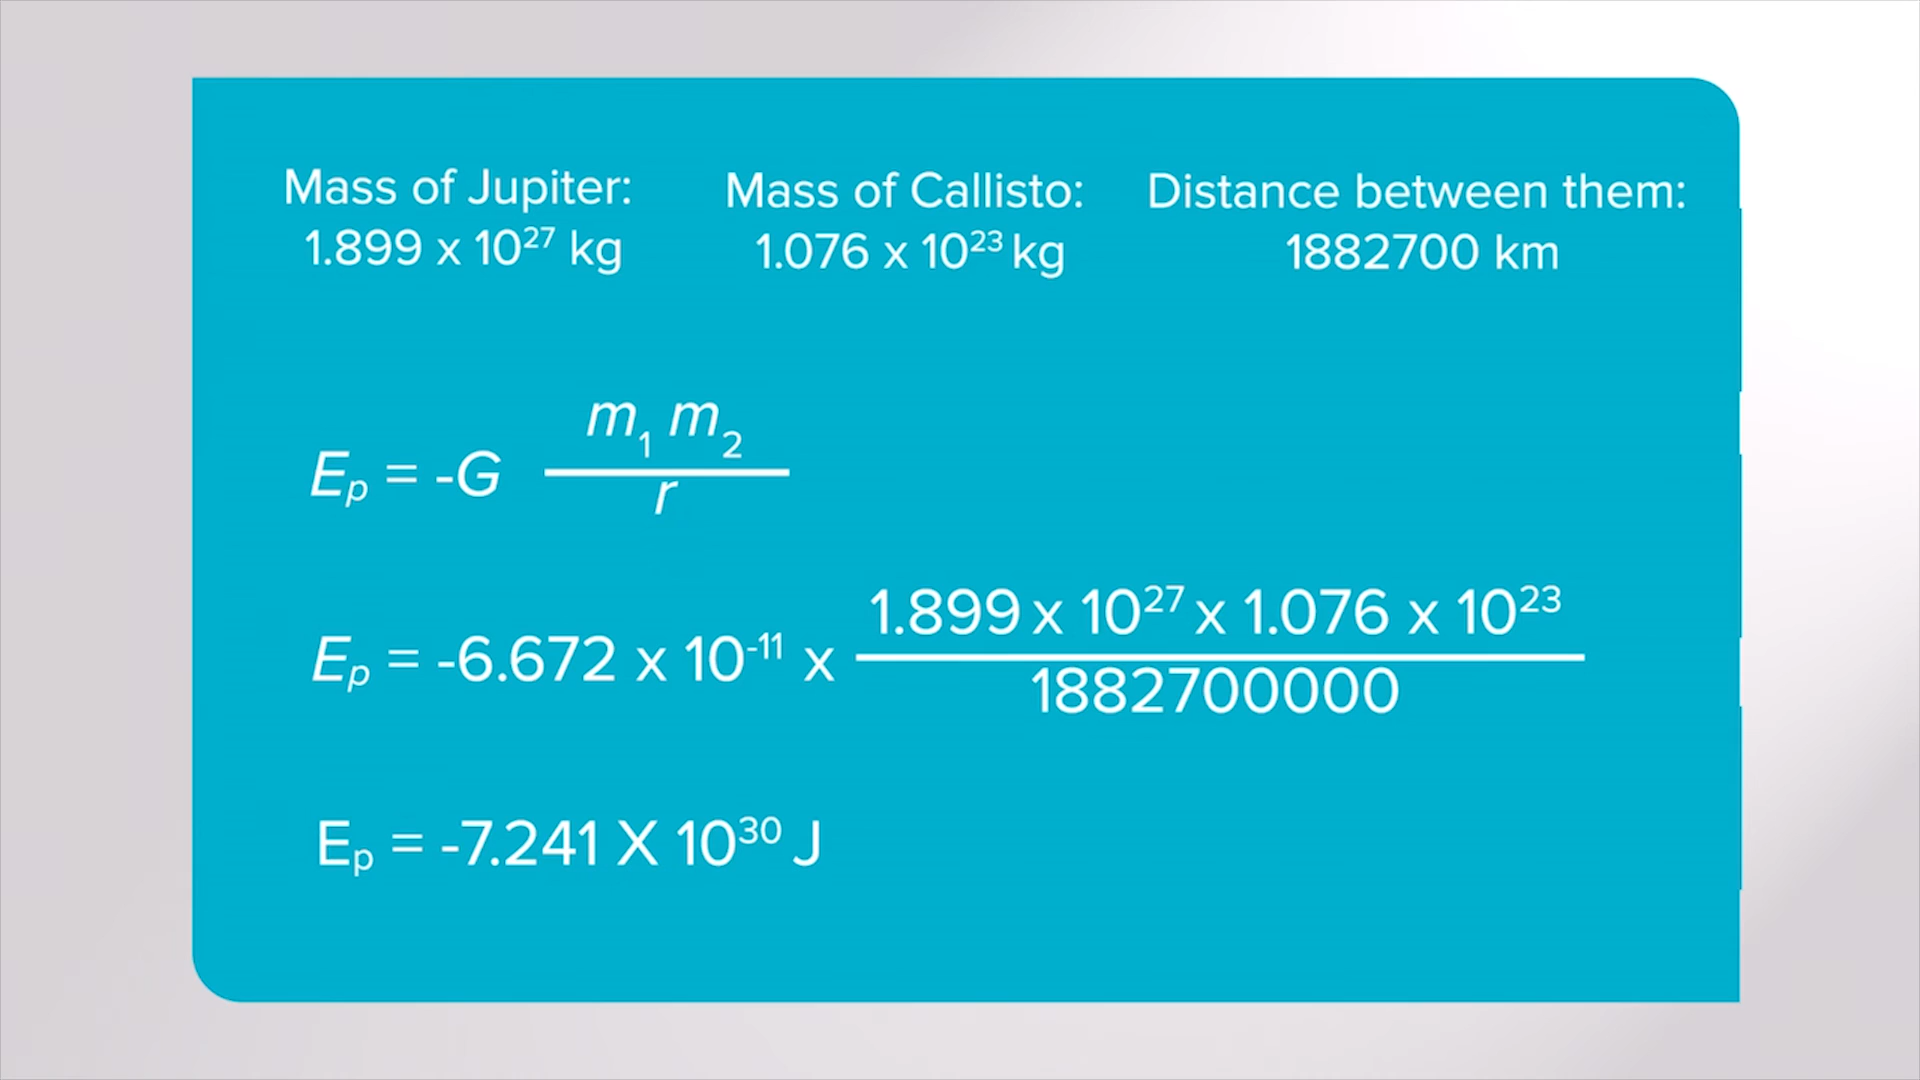 Mass of Jupiter: Mass of Callisto: Distance between them:
1.899 x 10²⁷ kg 1.076 x 10²³ kg 1882700 km
m₁ m₂
Eₚ = -G
r
1.899 x 10²⁷ x 1.076 x 10²³
Eₚ = -6.672 x 10⁻¹¹ x
1882700000
Eₚ = -7.241 X 10³⁰ J